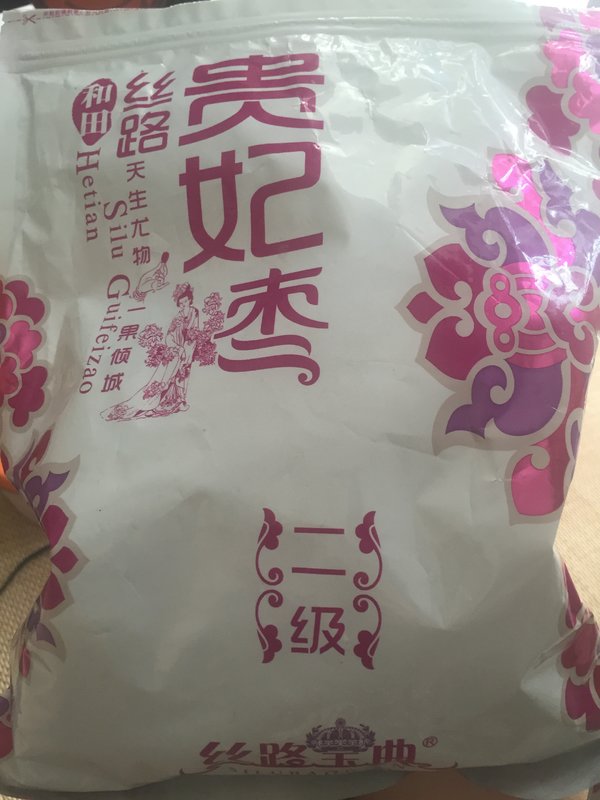 贵妃枣
丝路
和田
天生尤物
一果倾城
Hetian
Silu Guifeizao
二级
丝路宝典®